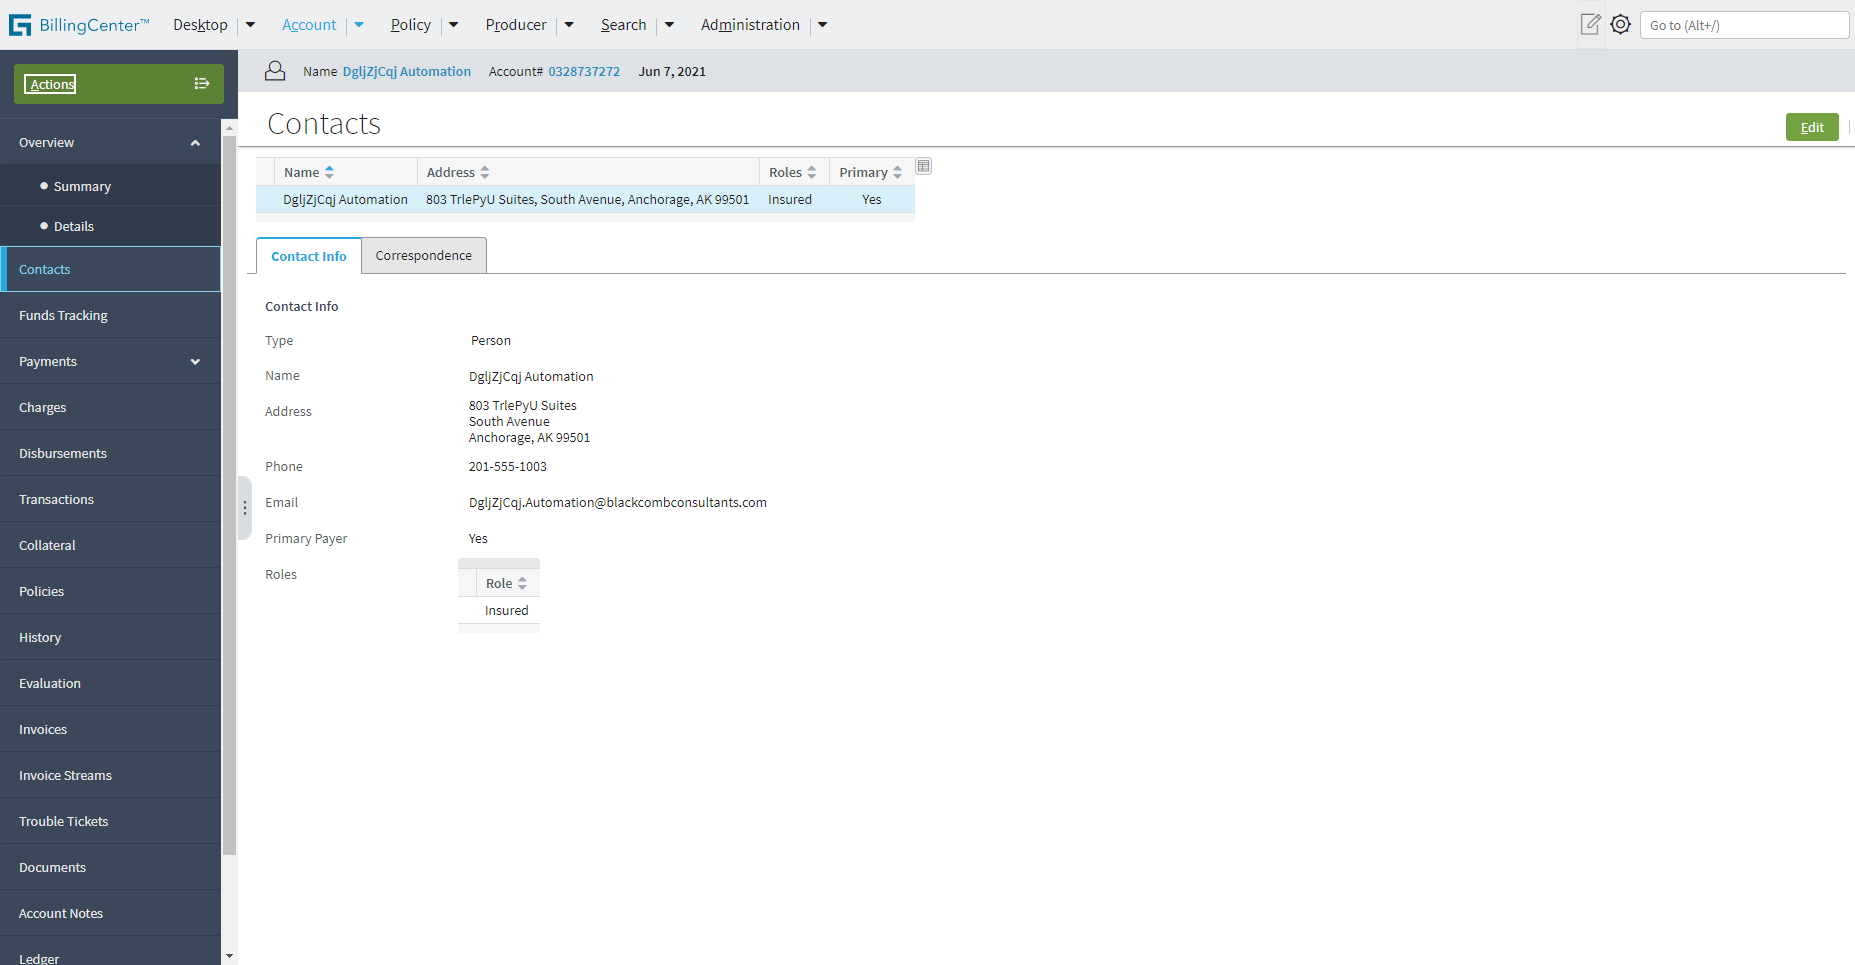 BillingCenter™ Desktop Account Policy Producer Search Administration Go to (Alt+/)
Actions
Name DgljZjCqj Automation Account# 0328737272 Jun 7, 2021
Contacts
Edit
Overview
Summary
Details
Contacts
Funds Tracking
Payments
Charges
Disbursements
Transactions
Collateral
Policies
History
Evaluation
Invoices
Invoice Streams
Trouble Tickets
Documents
Account Notes
Ledger
Name Address Roles Primary
DgljZjCqj Automation 803 TrlePyU Suites, South Avenue, Anchorage, AK 99501 Insured Yes
Contact Info Correspondence
Contact Info
Type Person
Name DgljZjCqj Automation
Address 803 TrlePyU Suites
South Avenue
Anchorage, AK 99501
Phone 201-555-1003
Email DgljZjCqj.Automation@blackcombconsultants.com
Primary Payer Yes
Roles
Role
Insured